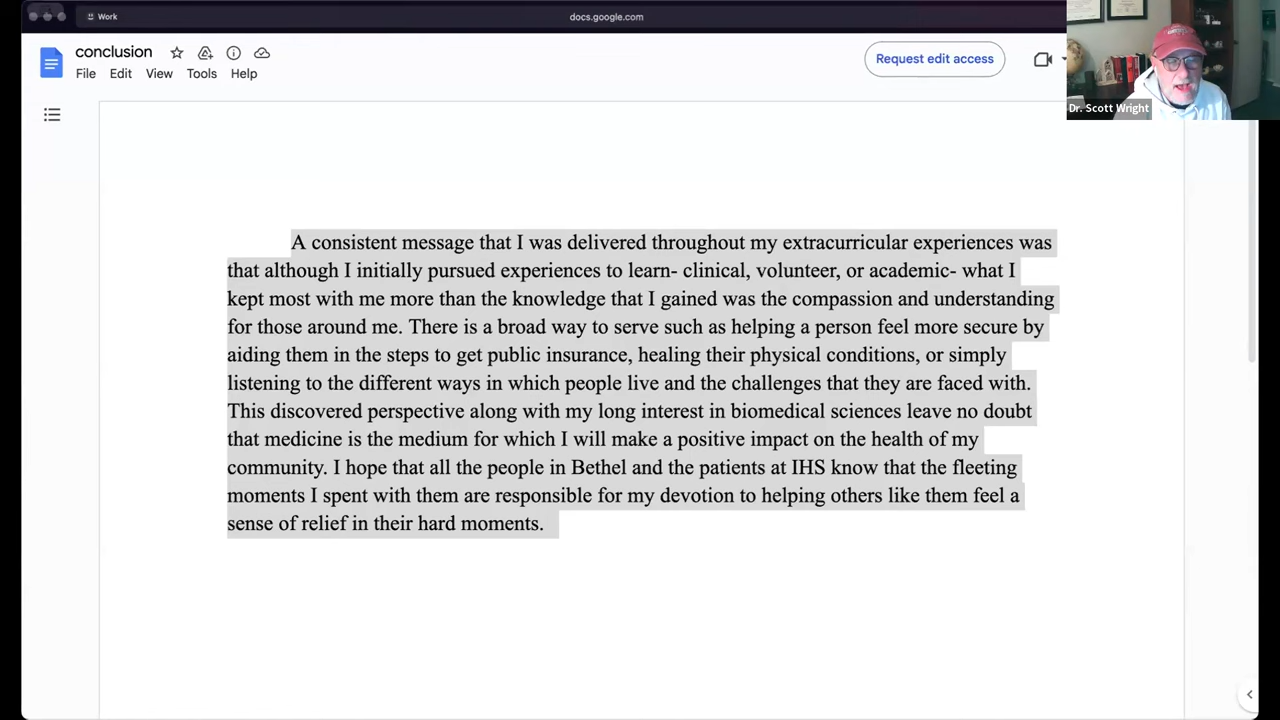 Work
docs.google.com
conclusion
File Edit View Tools Help
Request edit access
Dr. Scott Wright
A consistent message that I was delivered throughout my extracurricular experiences was
that although I initially pursued experiences to learn- clinical, volunteer, or academic- what I
kept most with me more than the knowledge that I gained was the compassion and understanding
for those around me. There is a broad way to serve such as helping a person feel more secure by
aiding them in the steps to get public insurance, healing their physical conditions, or simply
listening to the different ways in which people live and the challenges that they are faced with.
This discovered perspective along with my long interest in biomedical sciences leave no doubt
that medicine is the medium for which I will make a positive impact on the health of my
community. I hope that all the people in Bethel and the patients at IHS know that the fleeting
moments I spent with them are responsible for my devotion to helping others like them feel a
sense of relief in their hard moments.